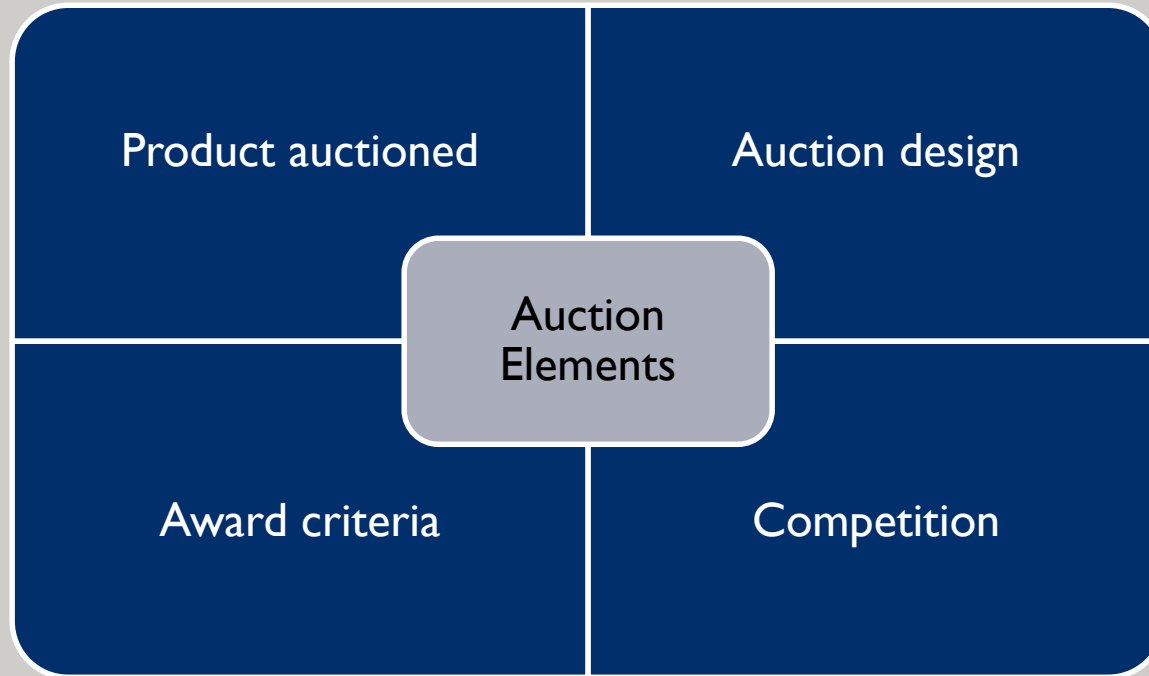 Product auctioned
Auction design
Auction
Elements
Award criteria
Competition